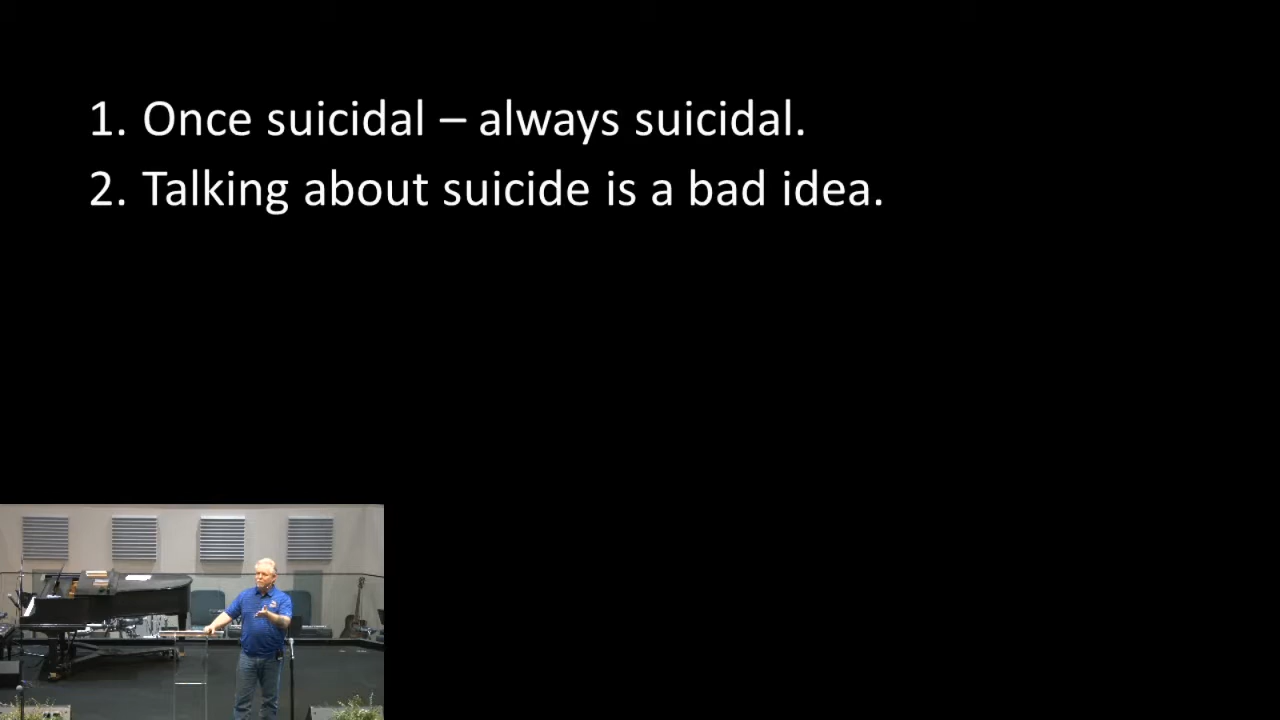 1. Once suicidal – always suicidal.
2. Talking about suicide is a bad idea.